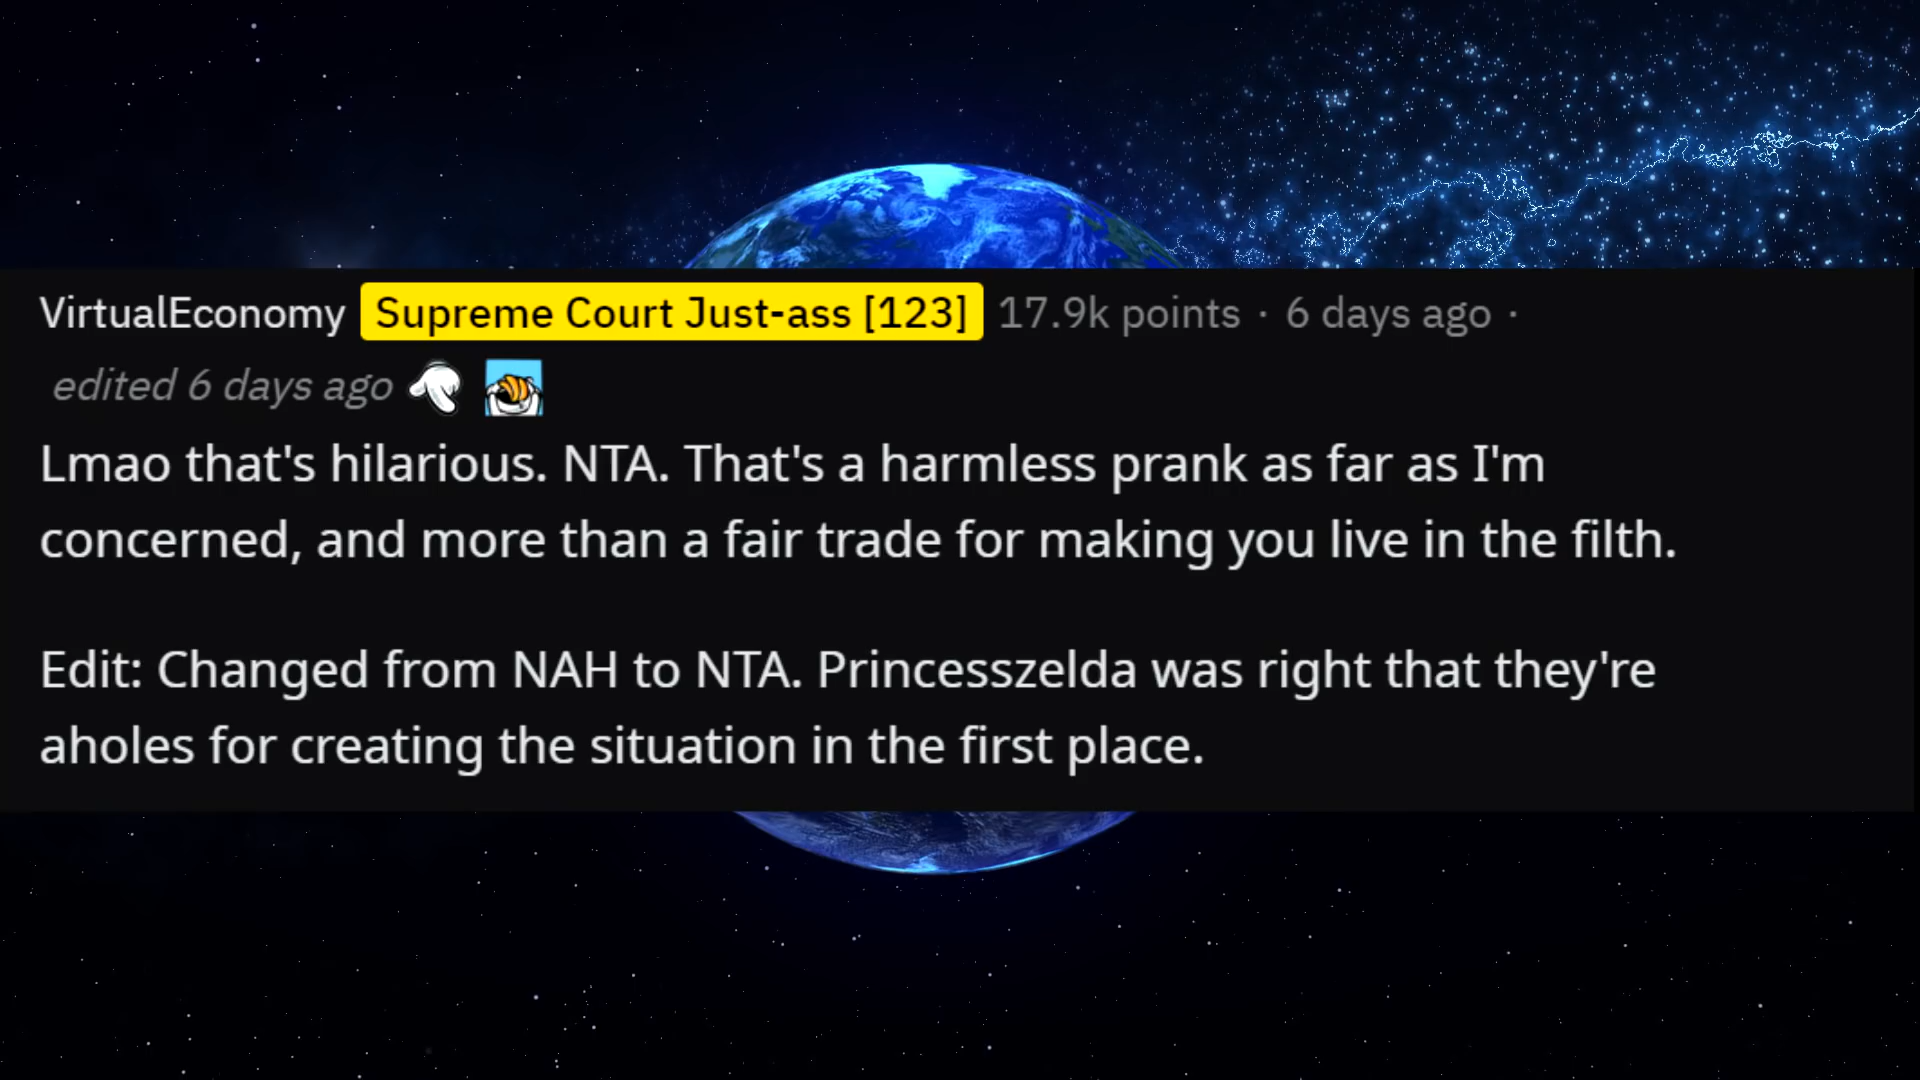 VirtualEconomy Supreme Court Just-ass [123] 17.9k points · 6 days ago ·
edited 6 days ago
Lmao that's hilarious. NTA. That's a harmless prank as far as I'm
concerned, and more than a fair trade for making you live in the filth.
Edit: Changed from NAH to NTA. Princesszelda was right that they're
aholes for creating the situation in the first place.